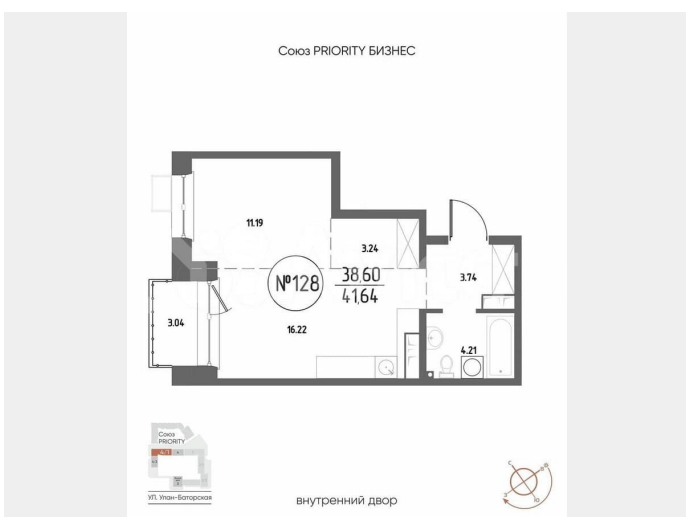 Союз PRIORITY БИЗНЕС
11.19
3.24
№128
38,60
41,64
3.74
3.04
16.22
4.21
Союз
PRIORITY
УЛ. Улан-Баторская
внутренний двор
С
В
З
Ю